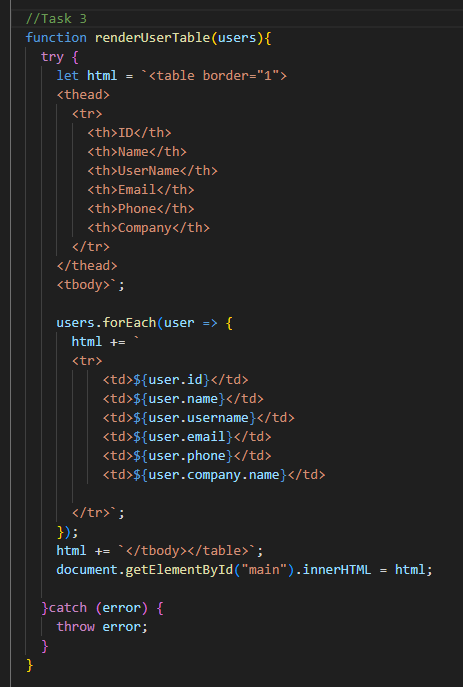 //Task 3
function renderUserTable(users){
  try {
    let html = `<table border="1">
    <thead>
      <tr>
        <th>ID</th>
        <th>Name</th>
        <th>UserName</th>
        <th>Email</th>
        <th>Phone</th>
        <th>Company</th>
      </tr>
    </thead>
    <tbody>`;

    users.forEach(user => {
      html += `
      <tr>
          <td>${user.id}</td>
          <td>${user.name}</td>
          <td>${user.username}</td>
          <td>${user.email}</td>
          <td>${user.phone}</td>
          <td>${user.company.name}</td>

      </tr>`;
    });
    html += `</tbody></table>`;
    document.getElementById("main").innerHTML = html;

  }catch (error) {
    throw error;
  }
}